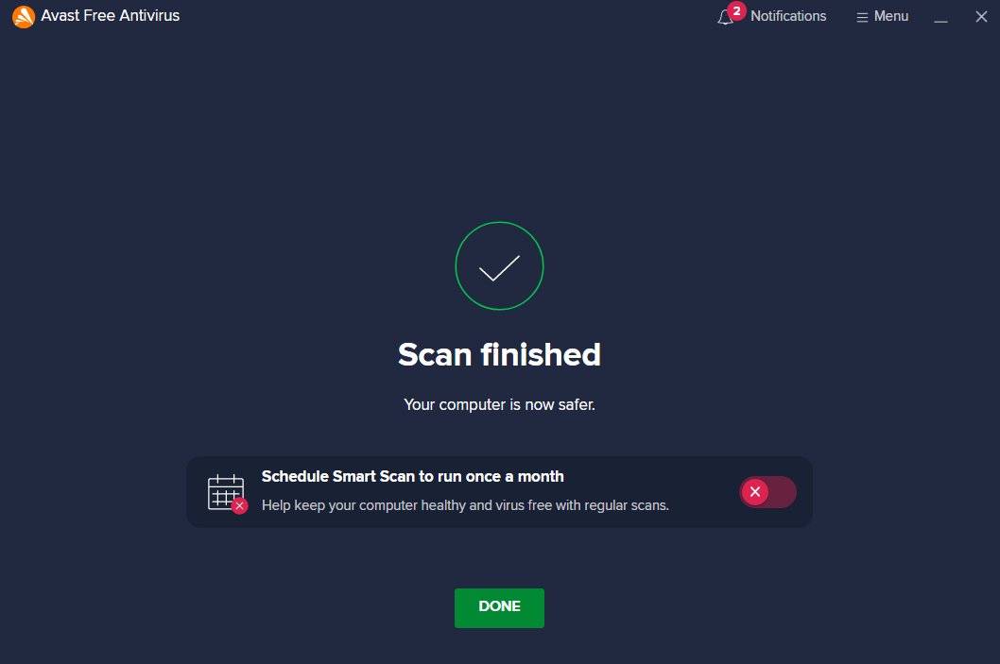 Avast Free Antivirus
2
Notifications
Menu
Scan finished
Your computer is now safer.
Schedule Smart Scan to run once a month
Help keep your computer healthy and virus free with regular scans.
DONE